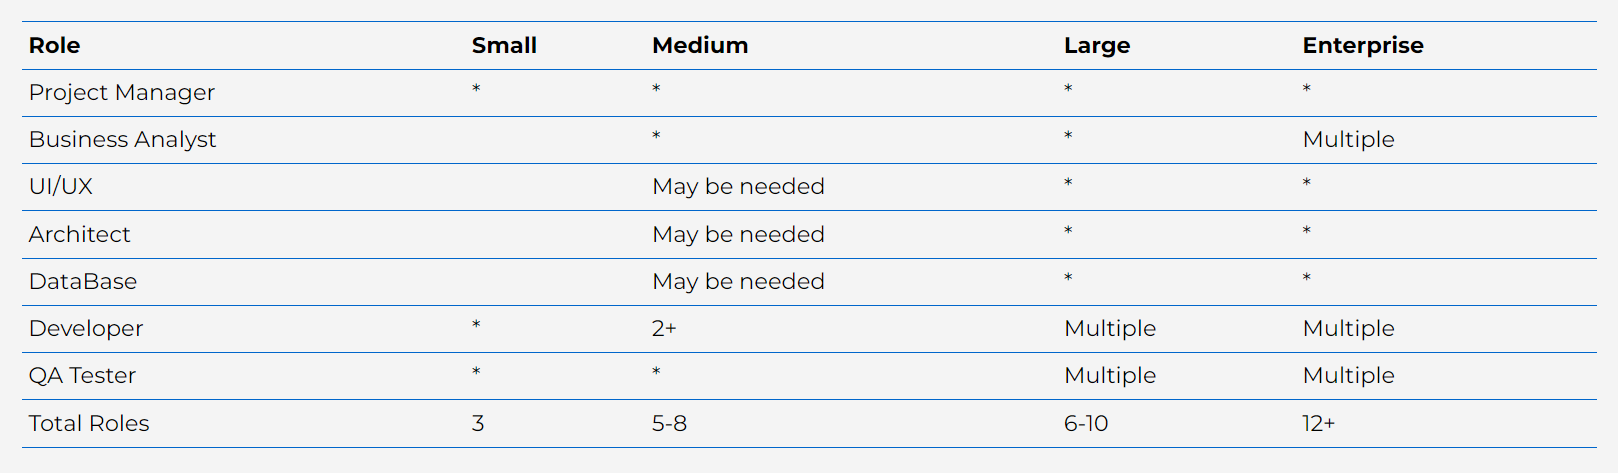 Role Small Medium Large Enterprise
Project Manager * * * *
Business Analyst * * Multiple
UI/UX May be needed * *
Architect May be needed * *
DataBase May be needed * *
Developer * 2+ Multiple Multiple
QA Tester * * Multiple Multiple
Total Roles 3 5-8 6-10 12+